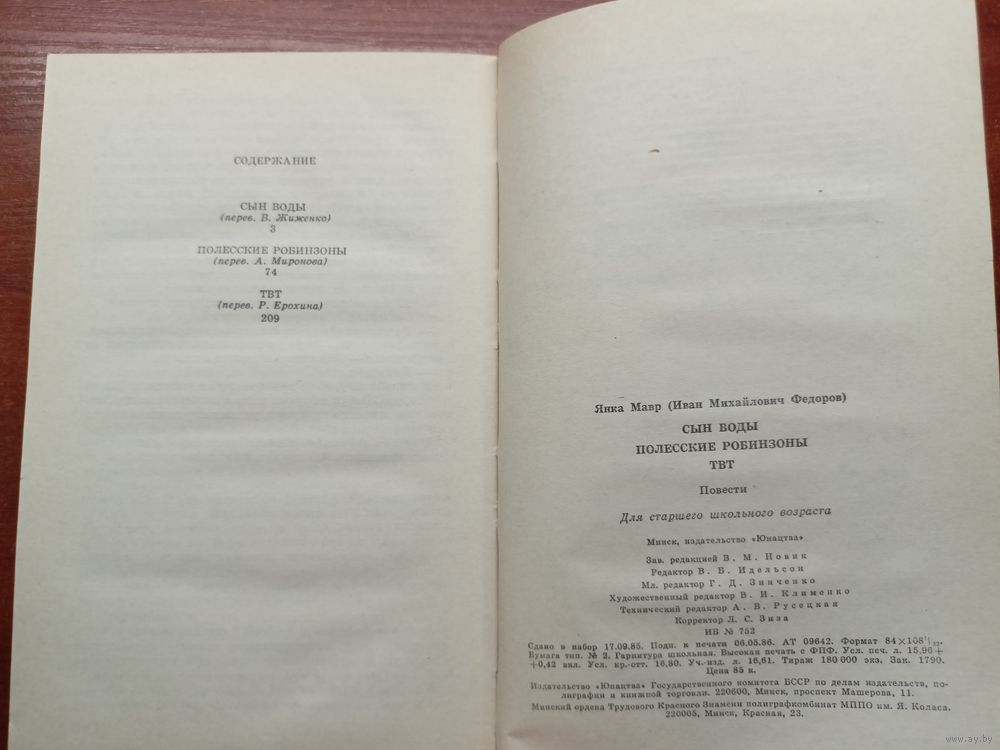 СОДЕРЖАНИЕ
СЫН ВОДЫ
(перев. В. Жиженко)
3
ПОЛЕССКИЕ РОБИНЗОНЫ
(перев. А. Миронова)
74
ТВТ
(перев. Р. Ерохина)
209
Янка Мавр (Иван Михайлович Федоров)
СЫН ВОДЫ
ПОЛЕССКИЕ РОБИНЗОНЫ
ТВТ
Повести
Для старшего школьного возраста
Минск, издательство «Юнацтва»
Зав. редакцией В. М. Новик
Редактор В. Б. Идельсон
Мл. редактор Г. Д. Зинченко
Художественный редактор В. И. Клименко
Технический редактор А. В. Русецкая
Корректор Л. С. Зиза
ИБ № 752
Сдано в набор 17.09.85. Подп. к печати 06.05.86. АТ 09642. Формат 84×108¹/₃₂.
Бумага тип. № 2. Гарнитура школьная. Высокая печать с ФПФ. Усл. печ. л. 15,96+
+0,42 вкл. Усл. кр.-отт. 16,80. Уч.-изд. л. 16,61. Тираж 180 000 экз. Зак. 1790.
Цена 85 к.
Издательство «Юнацтва» Государственного комитета БССР по делам издательств, по-
лиграфии и книжной торговли. 220600, Минск, проспект Машерова, 11.
Минский ордена Трудового Красного Знамени полиграфкомбинат МППО им. Я. Коласа.
220005, Минск, Красная, 23.
www.ay.by